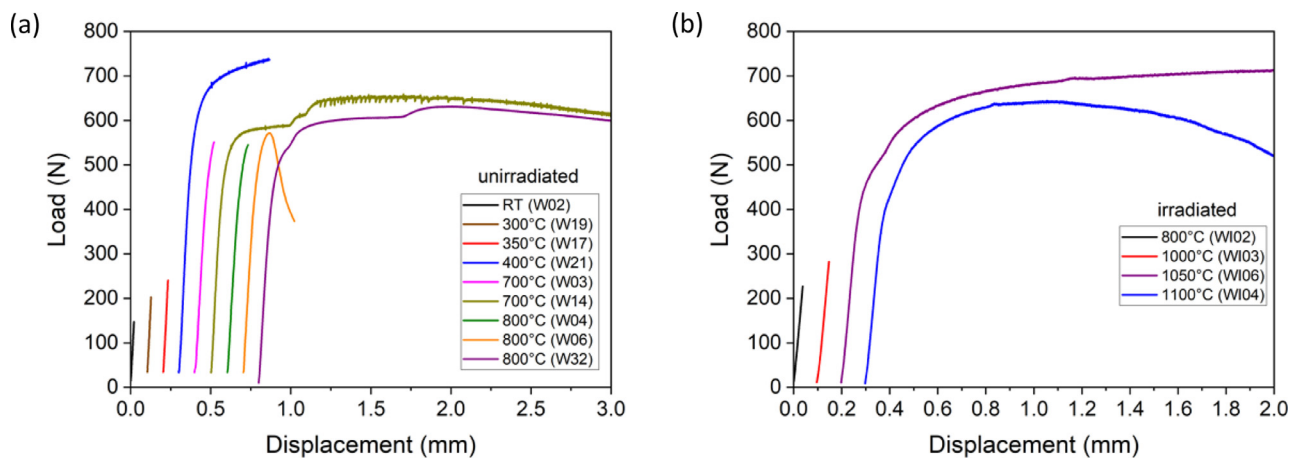 (a)
800
700
600
500
400
300
200
100
0
Load (N)
unirradiated
RT (W02)
300°C (W19)
350°C (W17)
400°C (W21)
700°C (W03)
700°C (W14)
800°C (W04)
800°C (W06)
800°C (W32)
0.0 0.5 1.0 1.5 2.0 2.5 3.0
Displacement (mm)
(b)
800
700
600
500
400
300
200
100
0
Load (N)
irradiated
800°C (WI02)
1000°C (WI03)
1050°C (WI06)
1100°C (WI04)
0.0 0.2 0.4 0.6 0.8 1.0 1.2 1.4 1.6 1.8 2.0
Displacement (mm)